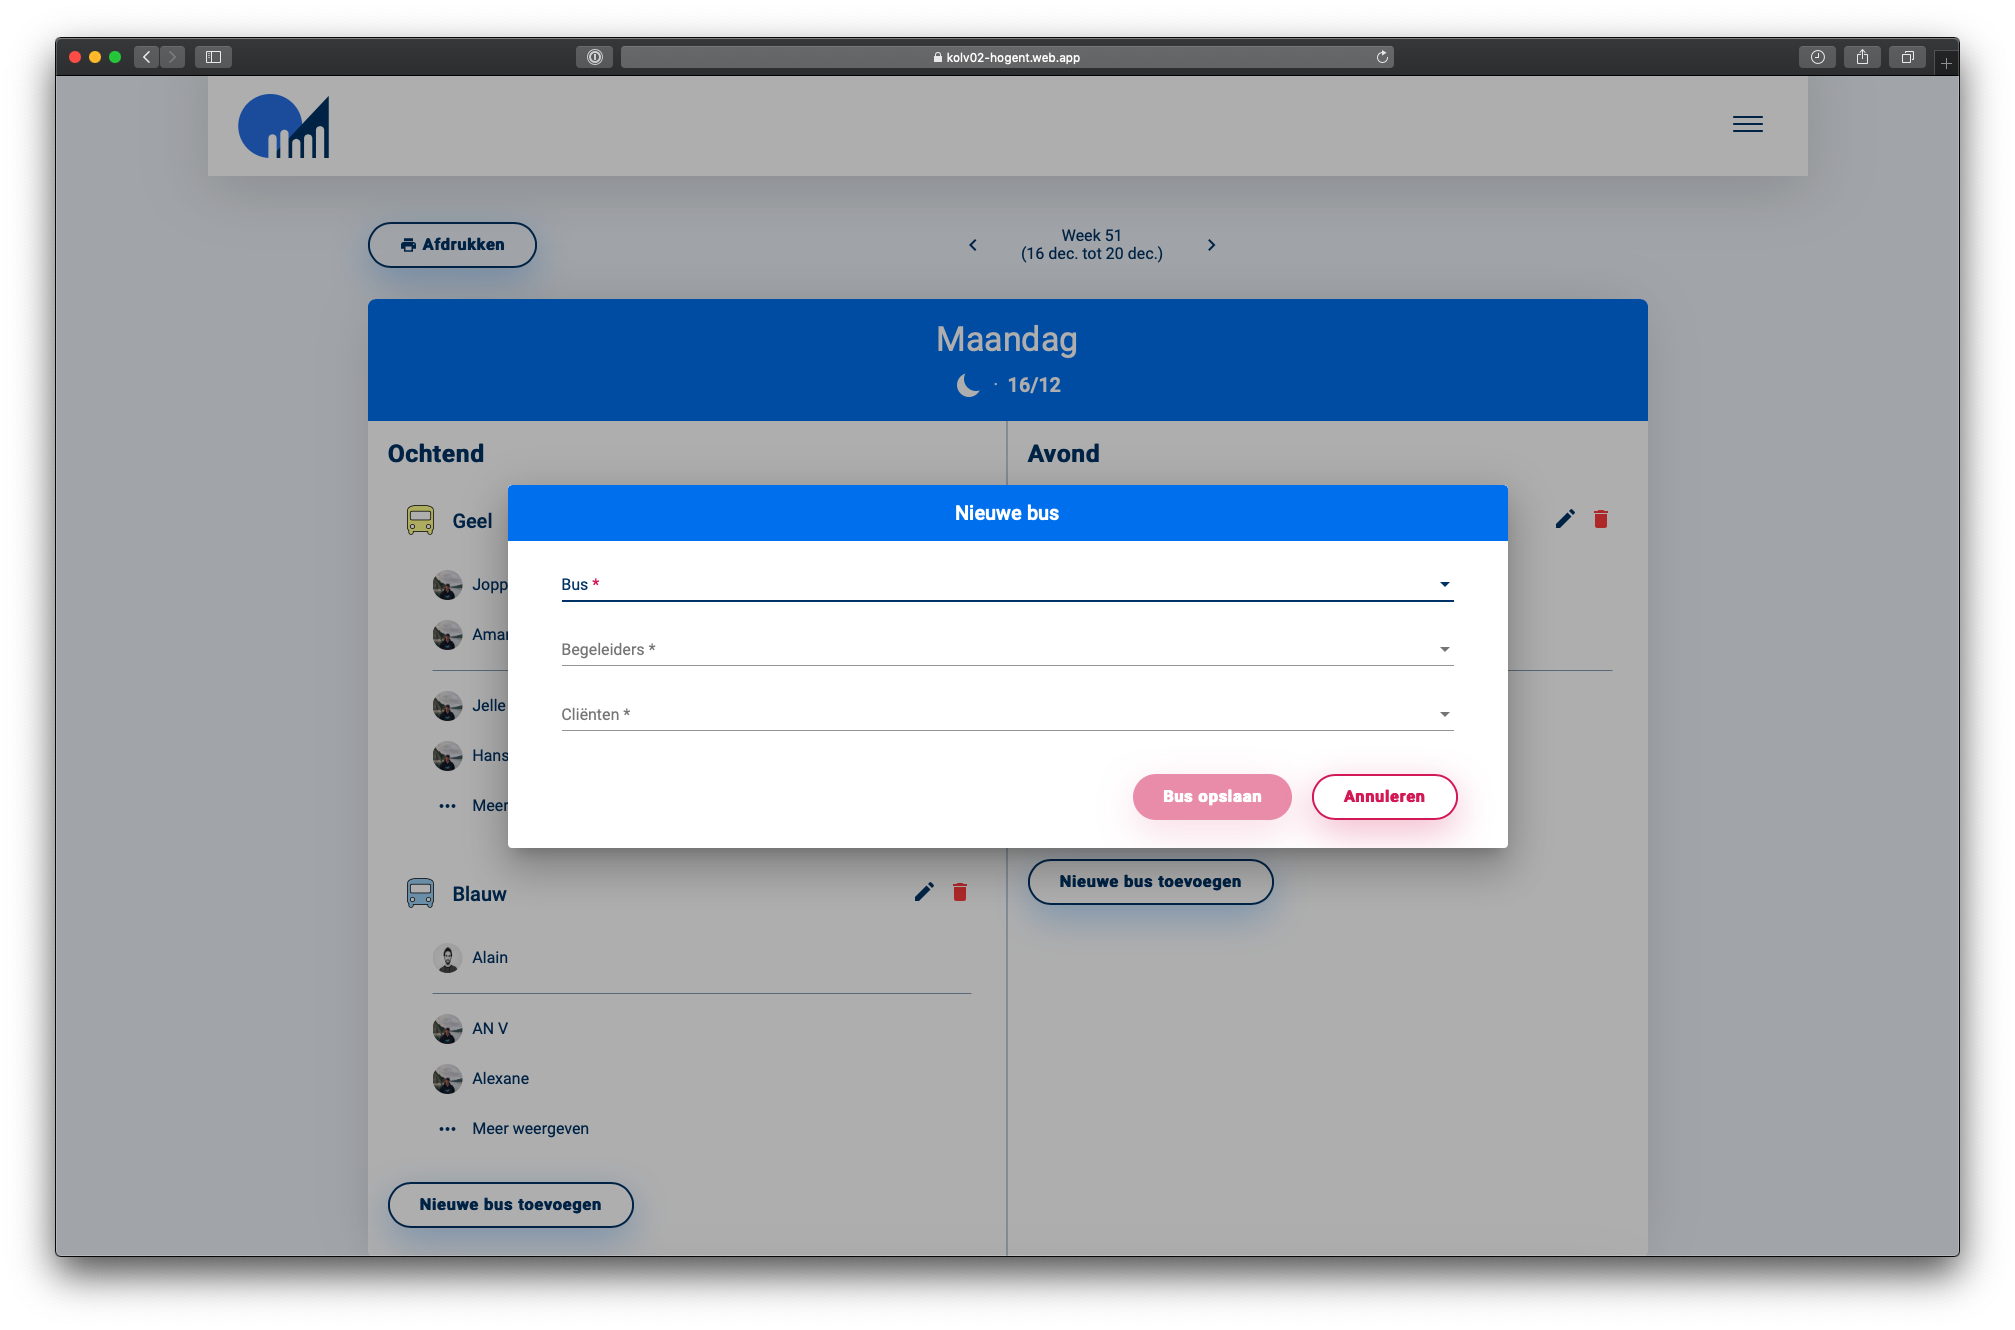 kolv02-hogent.web.app
Afdrukken
Week 51
(16 dec. tot 20 dec.)
Maandag
· 16/12
Ochtend
Avond
Nieuwe bus
Geel
Bus *
Jopp
Begeleiders *
Jelle
Cliënten *
Hans
Bus opslaan
Annuleren
Meer
Nieuwe bus toevoegen
Blauw
Alain
AN V
Alexane
Meer weergeven
Nieuwe bus toevoegen